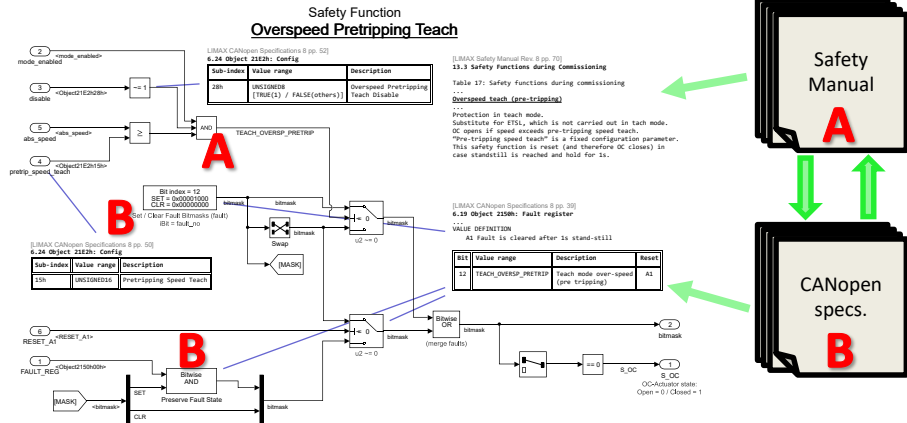 Safety Function
Overspeed Pretripping Teach
2
<mode_enabled>
mode_enabled
3
<Object21E2h28h>
disable
~= 1
5
<abs_speed>
abs_speed
≥
4
<Object21E2h15h>
pretrip_speed_teach
AND
TEACH_OVERSP_PRETRIP
A
[LIMAX CANopen Specifications 8 pp. 52]
6.24 Object 21E2h: Config
Sub-index Value range Description
28h UNSIGNED8 Overspeed Pretripping
[TRUE(1) / FALSE(others)] Teach Disable
[LIMAX Safety Manual Rev. 8 pp. 70]
13.3 Safety Functions during Commissioning
Table 17: Safety functions during commissioning
...
Overspeed teach (pre-tripping)
Protection in teach mode.
Substitute for ETSL, which is not carried out in tach mode.
OC opens if speed exceeds pre-tripping speed teach.
"Pre-tripping speed teach" is a fixed configuration parameter.
This safety function is reset (and therefore OC closes) in
case standstill is reached and hold for 1s.
Safety
Manual
A
B
Bit index = 12
SET = 0x00001000
CLR = 0x00000000
Set / Clear Fault Bitmasks (fault)
iBit = fault_no
bitmask
bitmask
~= 0
bitmask
u2 ~= 0
bitmask
Swap
[MASK]
[LIMAX CANopen Specifications 8 pp. 39]
6.19 Object 2150h: Fault register
...
VALUE DEFINITION
A1 Fault is cleared after 1s stand-still
Bit Value range Description Reset
12 TEACH_OVERSP_PRETRIP Teach mode over-speed A1
(pre tripping)
[LIMAX CANopen Specifications 8 pp. 50]
6.24 Object 21E2h: Config
Sub-index Value range Description
15h UNSIGNED16 Pretripping Speed Teach
CANopen
specs.
B
6
<RESET_A1>
RESET_A1
1
<Object2150h00h>
FAULT_REG
B
Bitwise
AND
Preserve Fault State
SET
[MASK]
<bitmask>
CLR
bitmask
~= 0
bitmask
u2 ~= 0
Bitwise
OR
(merge faults)
bitmask
2
bitmask
== 0
S_OC
1
S_OC
OC-Actuator state:
Open = 0 / Closed = 1